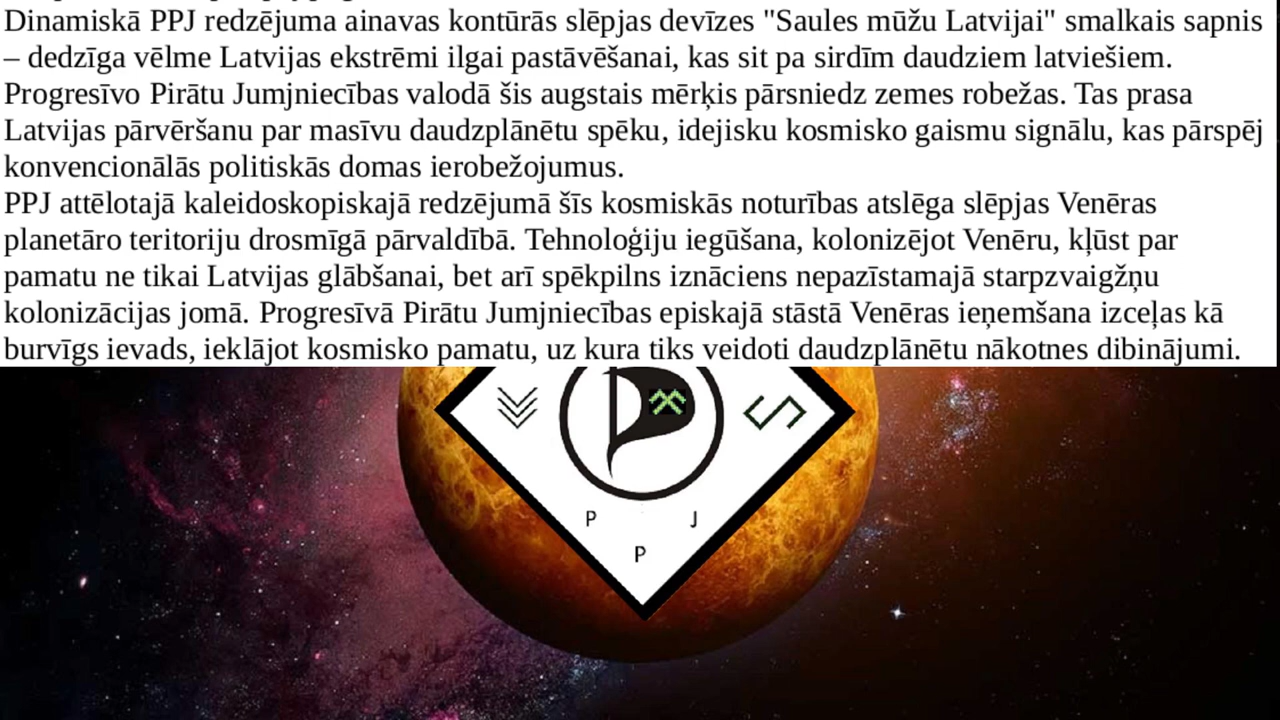 Dinamiskā PPJ redzējuma ainavas kontūrās slēpjas devīzes "Saules mūžu Latvijai" smalkais sapnis
– dedzīga vēlme Latvijas ekstrēmi ilgai pastāvēšanai, kas sit pa sirdīm daudziem latviešiem.
Progresīvo Pirātu Jumjniecības valodā šis augstais mērķis pārsniedz zemes robežas. Tas prasa
Latvijas pārvēršanu par masīvu daudzplānētu spēku, idejisku kosmisko gaismu signālu, kas pārspēj
konvencionālās politiskās domas ierobežojumus.
PPJ attēlotajā kaleidoskopiskajā redzējumā šīs kosmiskās noturības atslēga slēpjas Venēras
planetāro teritoriju drosmīgā pārvaldībā. Tehnoloģiju iegūšana, kolonizējot Venēru, kļūst par
pamatu ne tikai Latvijas glābšanai, bet arī spēkpilns iznāciens nepazīstamajā starpzvaigžņu
kolonizācijas jomā. Progresīvā Pirātu Jumjniecības episkajā stāstā Venēras ieņemšana izceļas kā
burvīgs ievads, ieklājot kosmisko pamatu, uz kura tiks veidoti daudzplānētu nākotnes dibinājumi.
P J
P